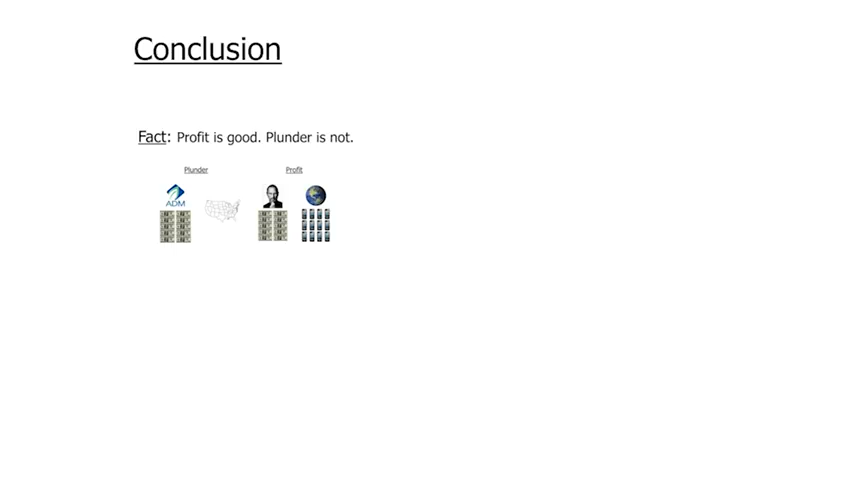 Conclusion
Fact: Profit is good. Plunder is not.
Plunder Profit
ADM